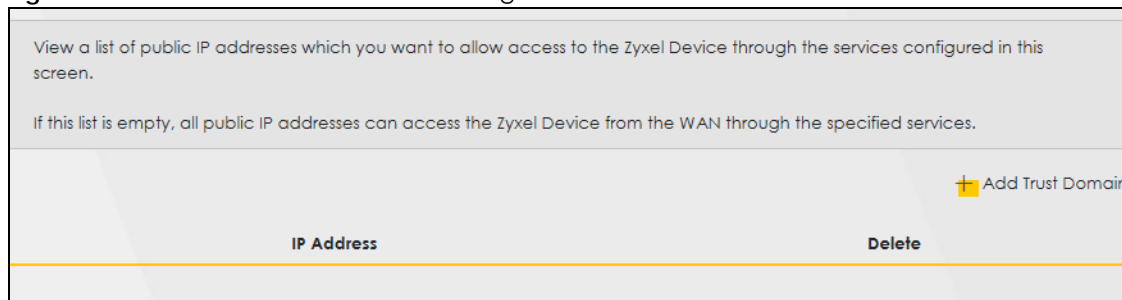 View a list of public IP addresses which you want to allow access to the Zyxel Device through the services configured in this
screen.
If this list is empty, all public IP addresses can access the Zyxel Device from the WAN through the specified services.
Add Trust Domain
IP Address Delete